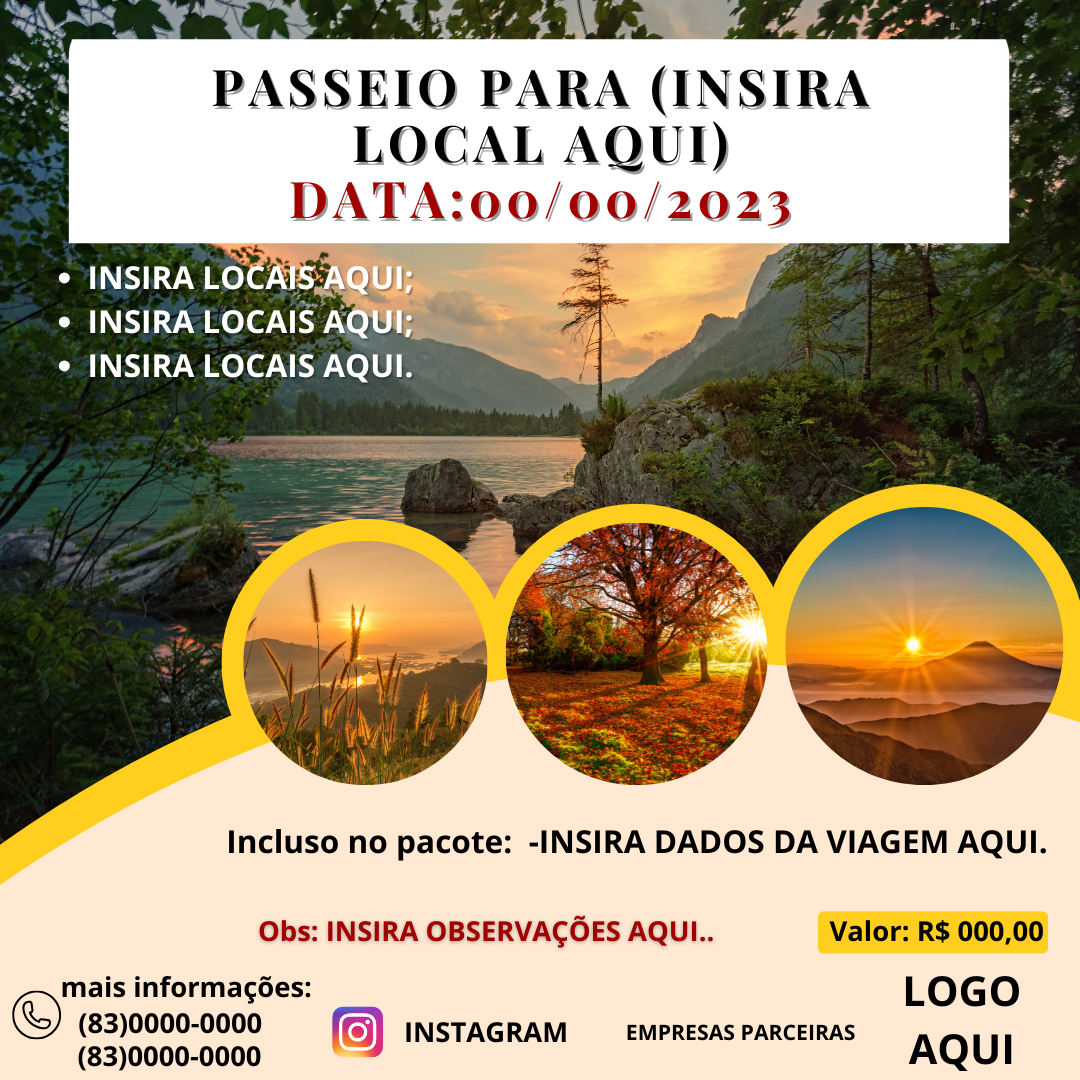 PASSEIO PARA (INSIRA
LOCAL AQUI)
DATA:00/00/2023
• INSIRA LOCAIS AQUI;
• INSIRA LOCAIS AQUI;
• INSIRA LOCAIS AQUI.
Incluso no pacote: -INSIRA DADOS DA VIAGEM AQUI.
Obs: INSIRA OBSERVAÇÕES AQUI..
Valor: R$ 000,00
mais informações:
(83)0000-0000
(83)0000-0000
INSTAGRAM
EMPRESAS PARCEIRAS
LOGO
AQUI